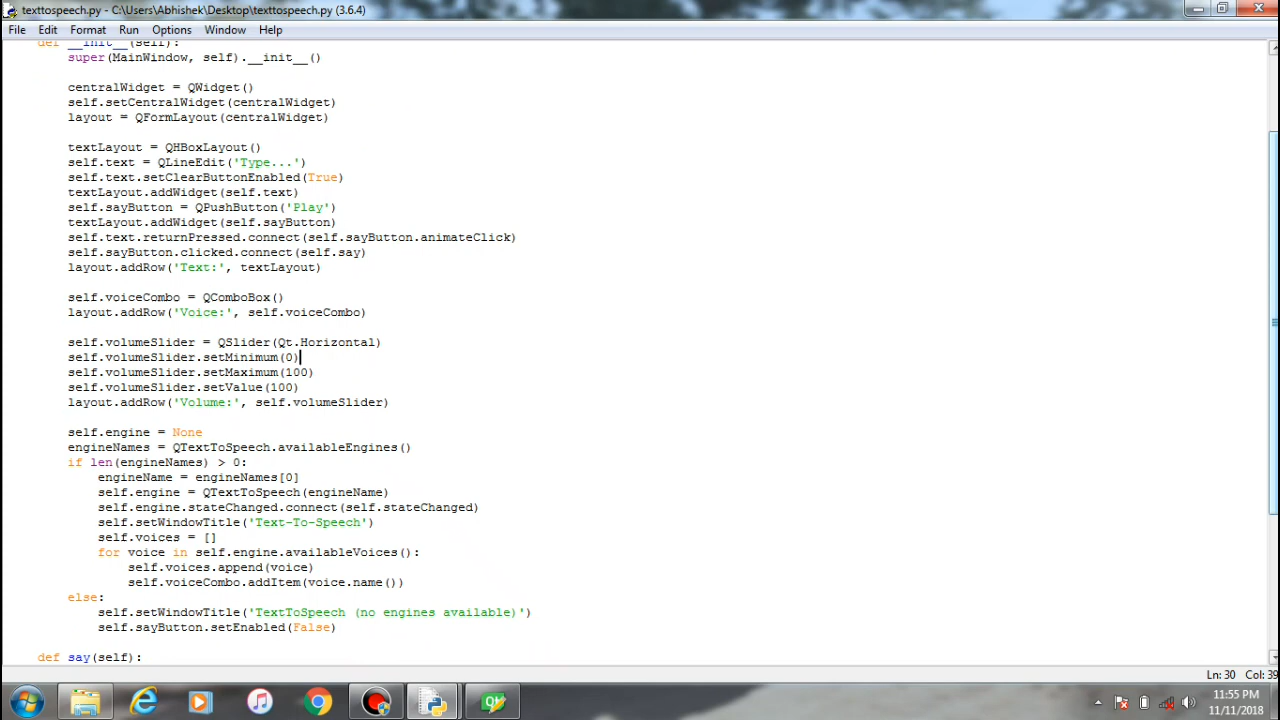 texttospeech.py - C:\Users\Abhishek\Desktop\texttospeech.py (3.6.4)
File Edit Format Run Options Window Help
def __init__(self):
super(MainWindow, self).__init__()
centralWidget = QWidget()
self.setCentralWidget(centralWidget)
layout = QFormLayout(centralWidget)
textLayout = QHBoxLayout()
self.text = QLineEdit('Type...')
self.text.setClearButtonEnabled(True)
textLayout.addWidget(self.text)
self.sayButton = QPushButton('Play')
textLayout.addWidget(self.sayButton)
self.text.returnPressed.connect(self.sayButton.animateClick)
self.sayButton.clicked.connect(self.say)
layout.addRow('Text:', textLayout)
self.voiceCombo = QComboBox()
layout.addRow('Voice:', self.voiceCombo)
self.volumeSlider = QSlider(Qt.Horizontal)
self.volumeSlider.setMinimum(0)
self.volumeSlider.setMaximum(100)
self.volumeSlider.setValue(100)
layout.addRow('Volume:', self.volumeSlider)
self.engine = None
engineNames = QTextToSpeech.availableEngines()
if len(engineNames) > 0:
engineName = engineNames[0]
self.engine = QTextToSpeech(engineName)
self.engine.stateChanged.connect(self.stateChanged)
self.setWindowTitle('Text-To-Speech')
self.voices = []
for voice in self.engine.availableVoices():
self.voices.append(voice)
self.voiceCombo.addItem(voice.name())
else:
self.setWindowTitle('TextToSpeech (no engines available)')
self.sayButton.setEnabled(False)
def say(self):
Ln: 30 Col: 39
11:55 PM
11/11/2018